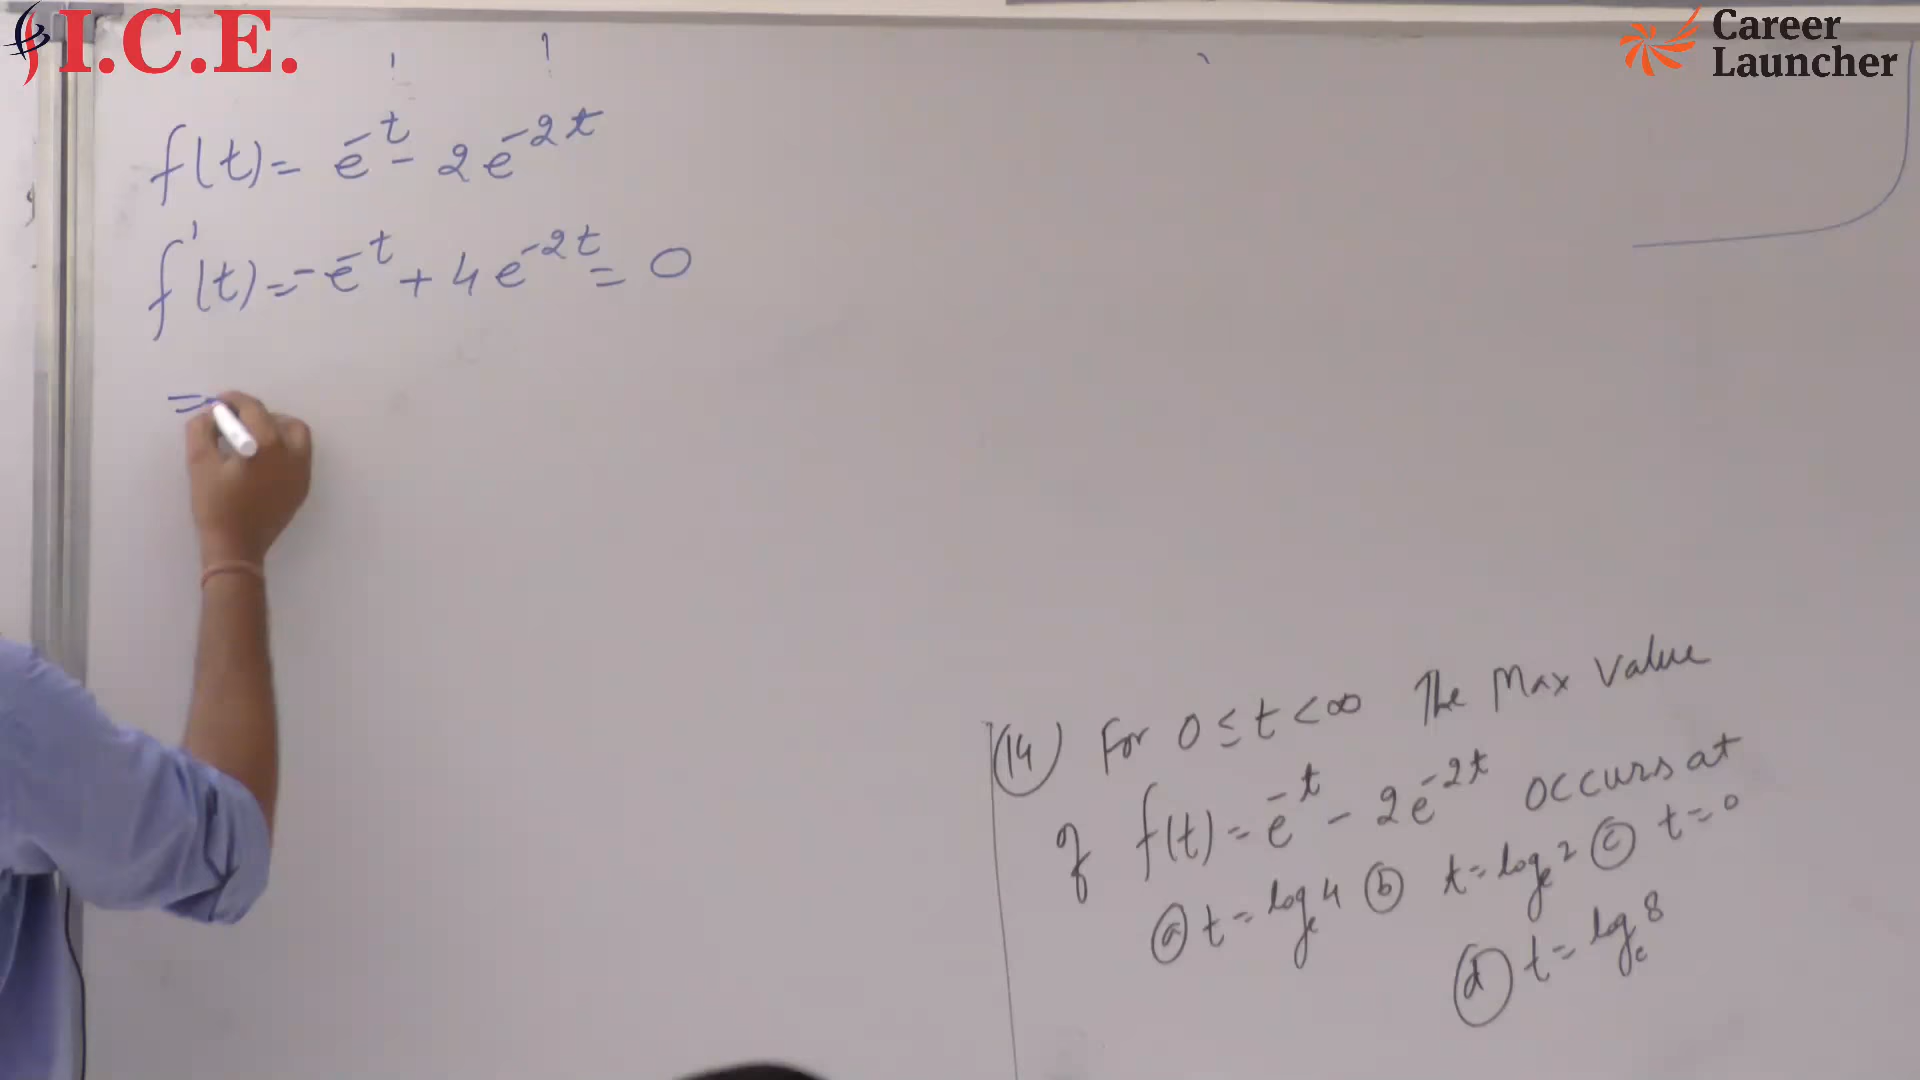 I.C.E.
Career
Launcher
f(t) = e^-t - 2e^-2t
f'(t) = -e^-t + 4e^-2t = 0
=
(14) For 0 ≤ t < ∞ The Max Value
of f(t) = e^-t - 2e^-2t occurs at
(a) t = log_e 4 (b) t = log_e 2 (c) t = 0
(d) t = log_e 8